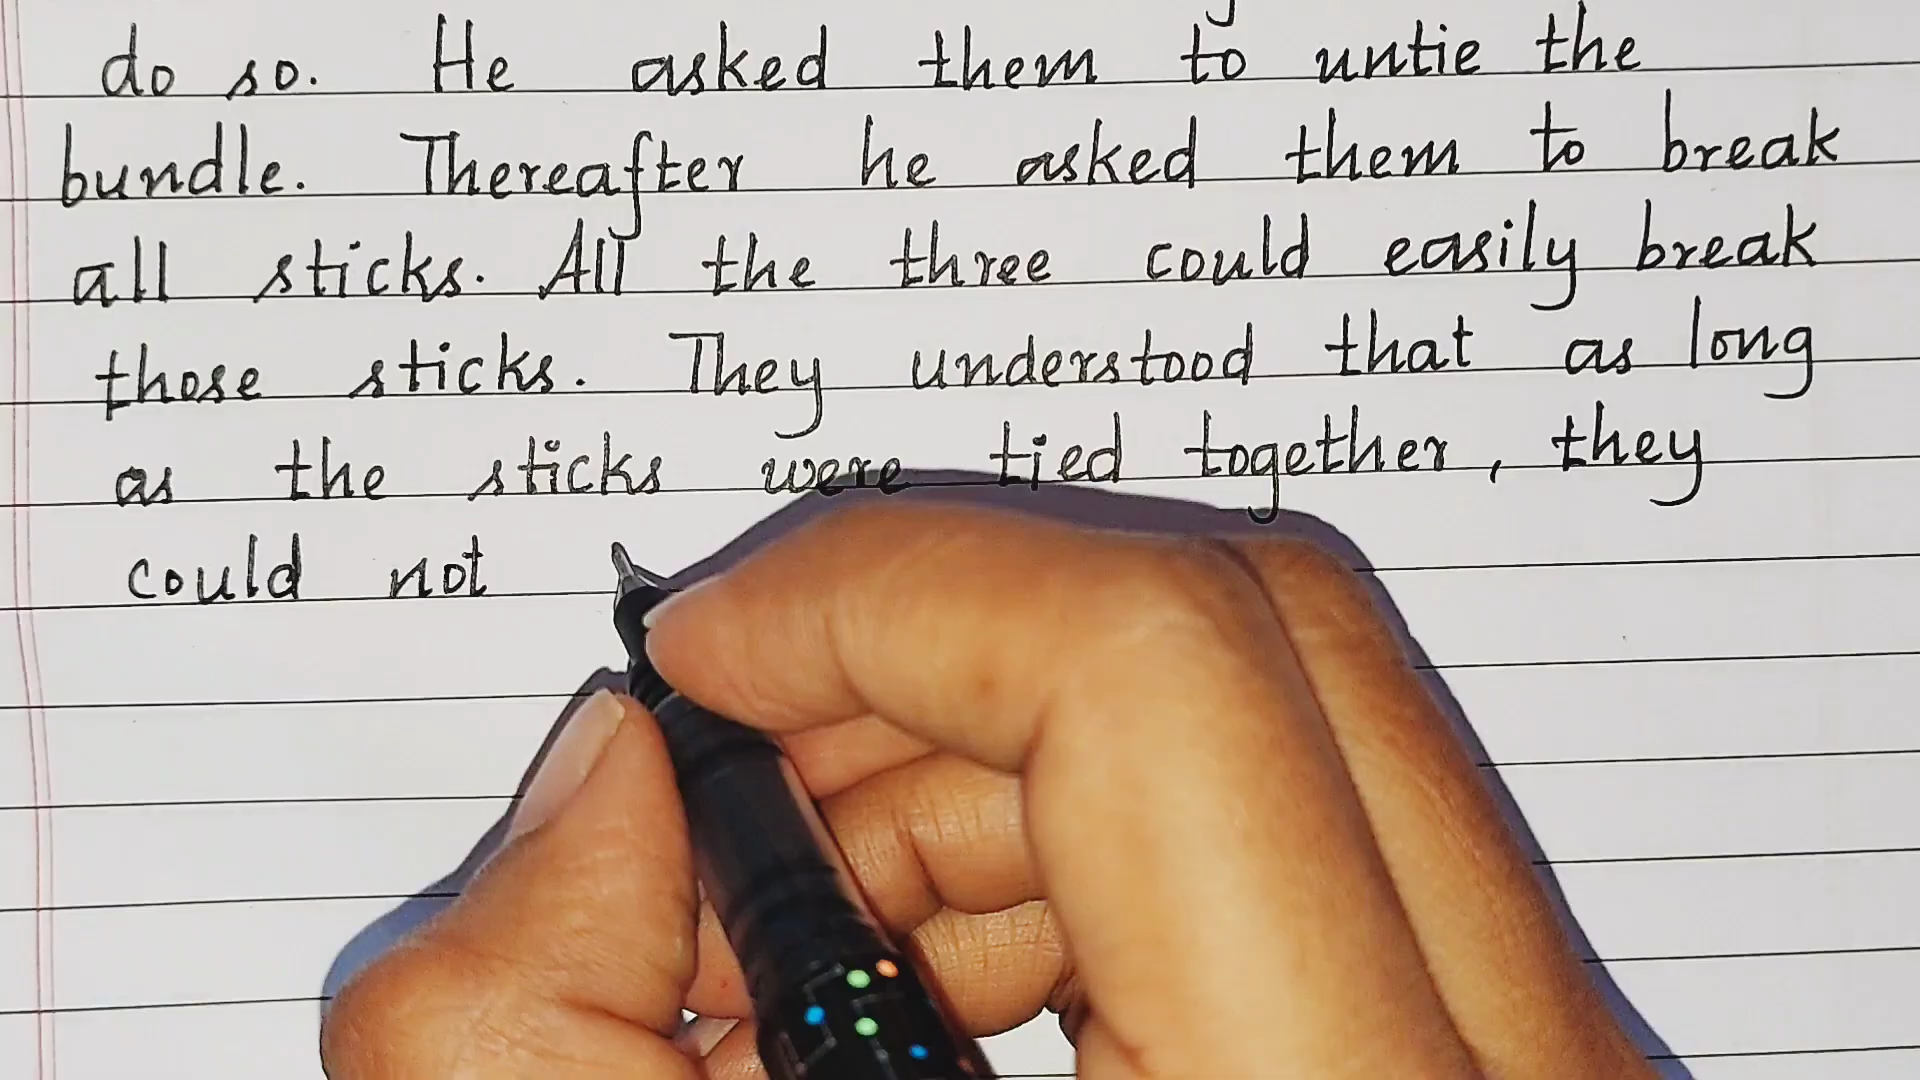 do so. He asked them to untie the
bundle. Thereafter he asked them to break
all sticks. All the three could easily break
those sticks. They understood that as long
as the sticks were tied together, they
could not